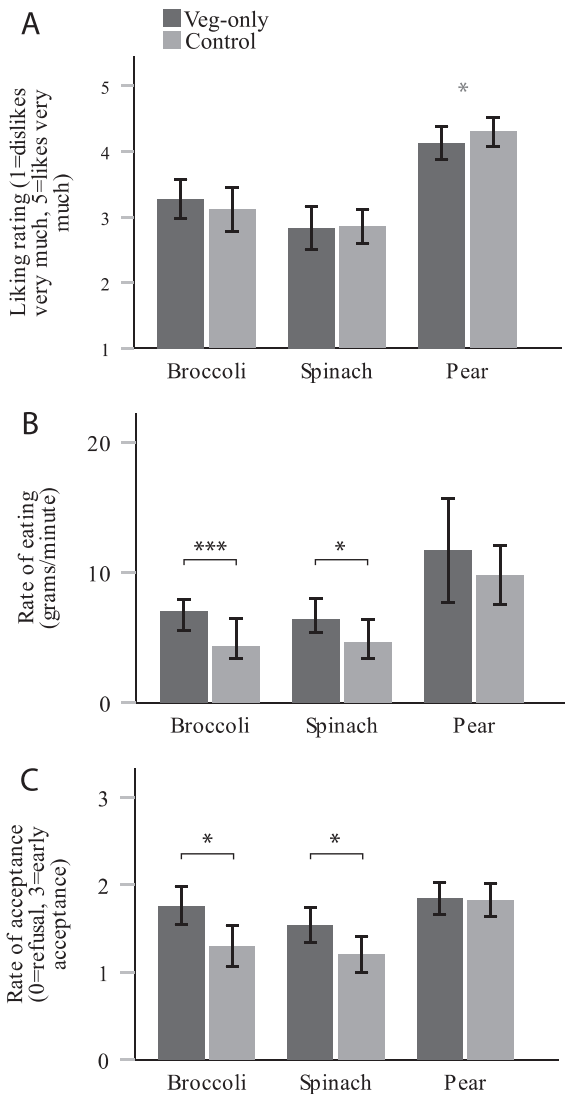 A
Veg-only
Control
Liking rating (1=dislikes
very much, 5=likes very
much)
5
*
4
3
2
1
Broccoli Spinach Pear
B
Rate of eating
(grams/minute)
20
*** *
10
0
Broccoli Spinach Pear
C
Rate of acceptance
(0=refusal, 3=early
acceptance)
3
* *
2
1
0
Broccoli Spinach Pear